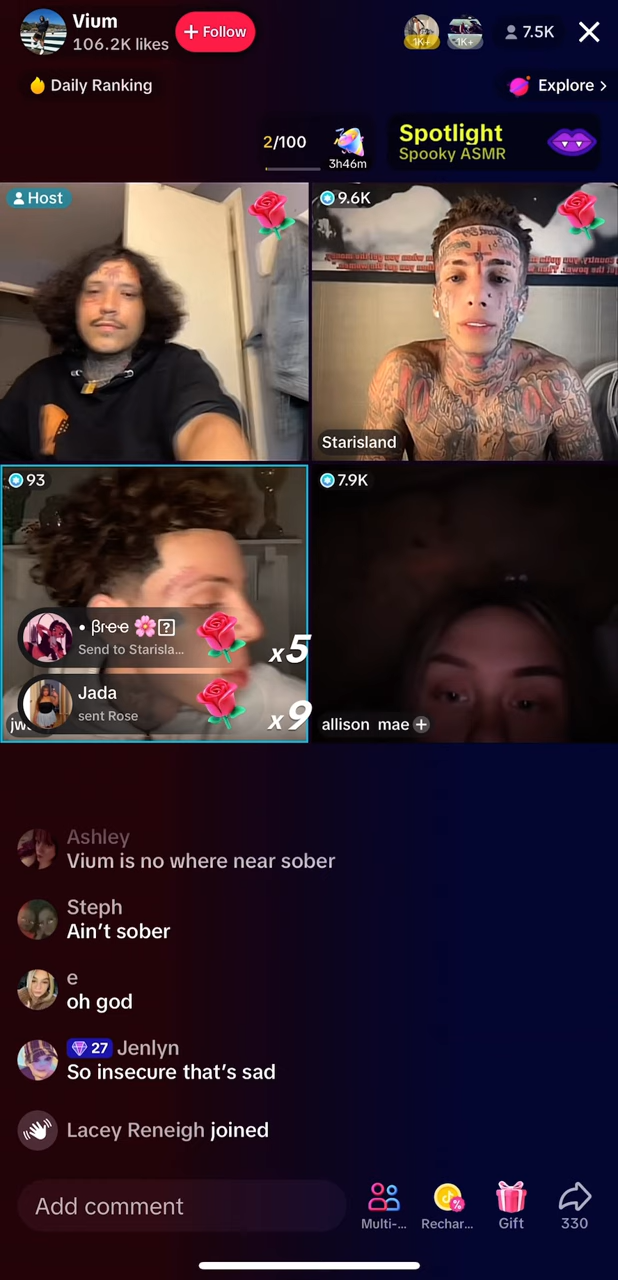 Vium
106.2K likes
+ Follow
1K+
1K+
7.5K
Daily Ranking
Explore >
2/100
3h46m
Spotlight
Spooky ASMR
Host
9.6K
Starisland
93
• βree 🌸
Send to Starisla...
x5
Jada
sent Rose
x9
7.9K
allison mae +
Ashley
Vium is no where near sober
Steph
Ain't sober
e
oh god
27 Jenlyn
So insecure that's sad
Lacey Reneigh joined
Add comment
Multi-...
Rechar...
Gift
330